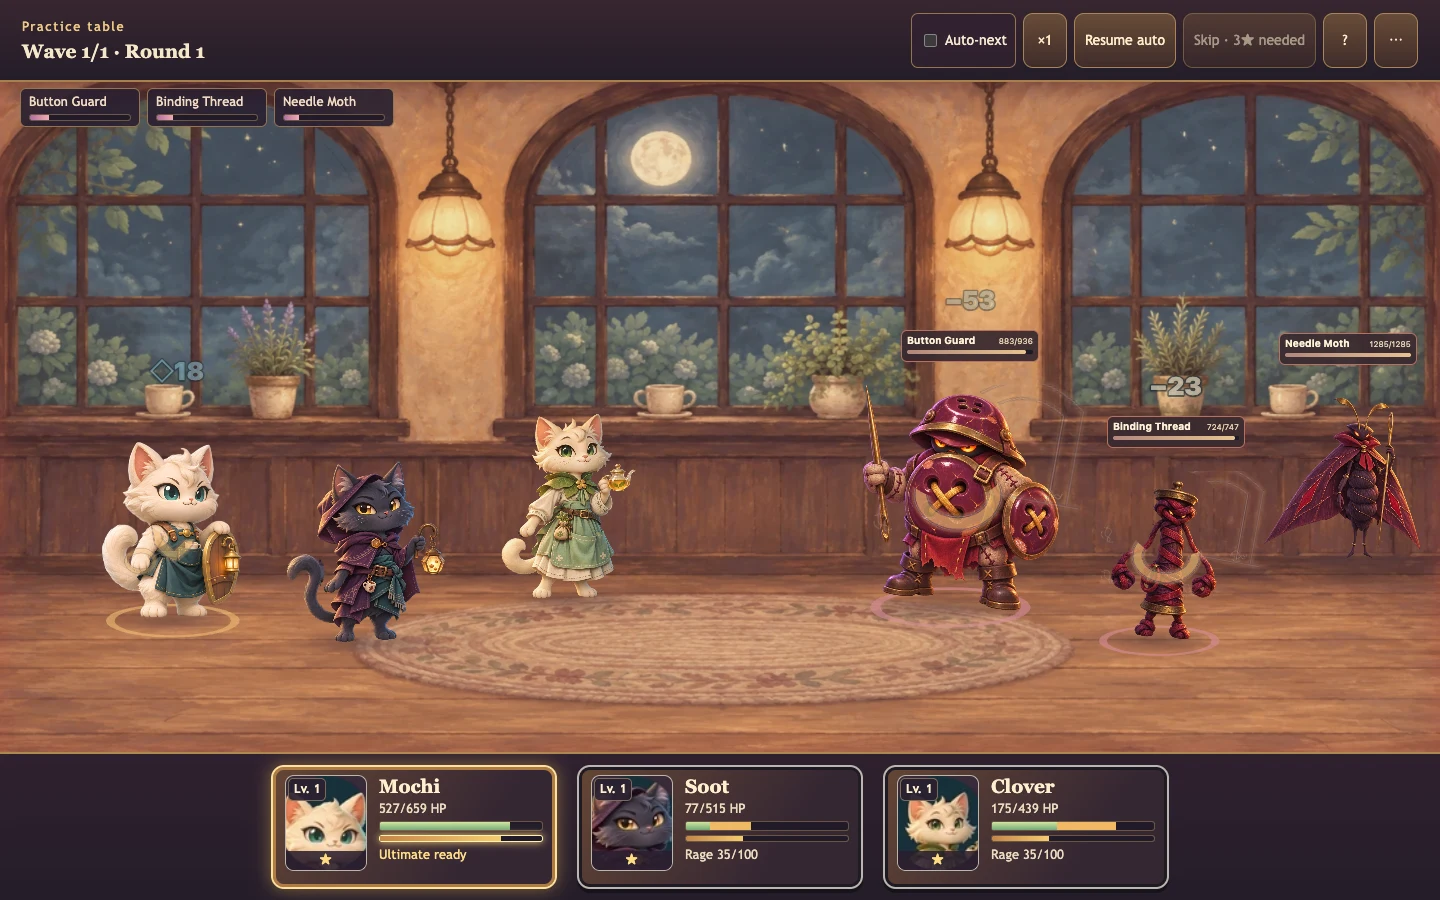 Practice table
Wave 1/1 · Round 1
Auto-next
×1
Resume auto
Skip · 3★ needed
?
...
Button Guard
Binding Thread
Needle Moth
◇18
−53
Button Guard 883/936
Needle Moth 1285/1285
−23
Binding Thread 724/747
Lv. 1
Mochi
527/659 HP
Ultimate ready
Lv. 1
Soot
77/515 HP
Rage 35/100
Lv. 1
Clover
175/439 HP
Rage 35/100